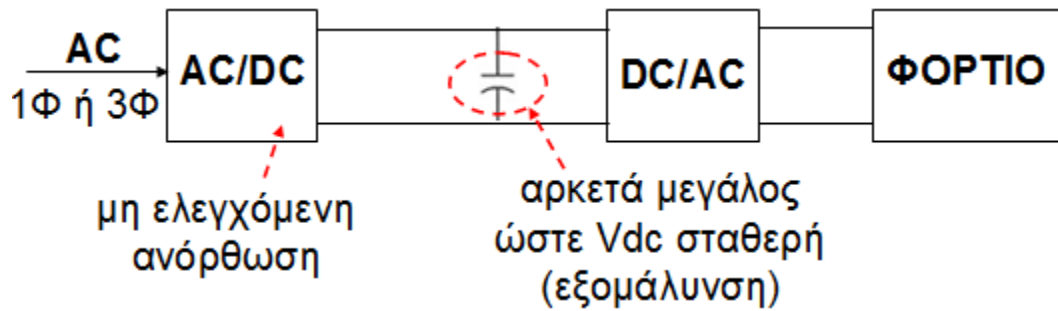 AC
1Φ ή 3Φ
AC/DC
DC/AC
ΦΟΡΤΙΟ
μη ελεγχόμενη
ανόρθωση
αρκετά μεγάλος
ώστε Vdc σταθερή
(εξομάλυνση)